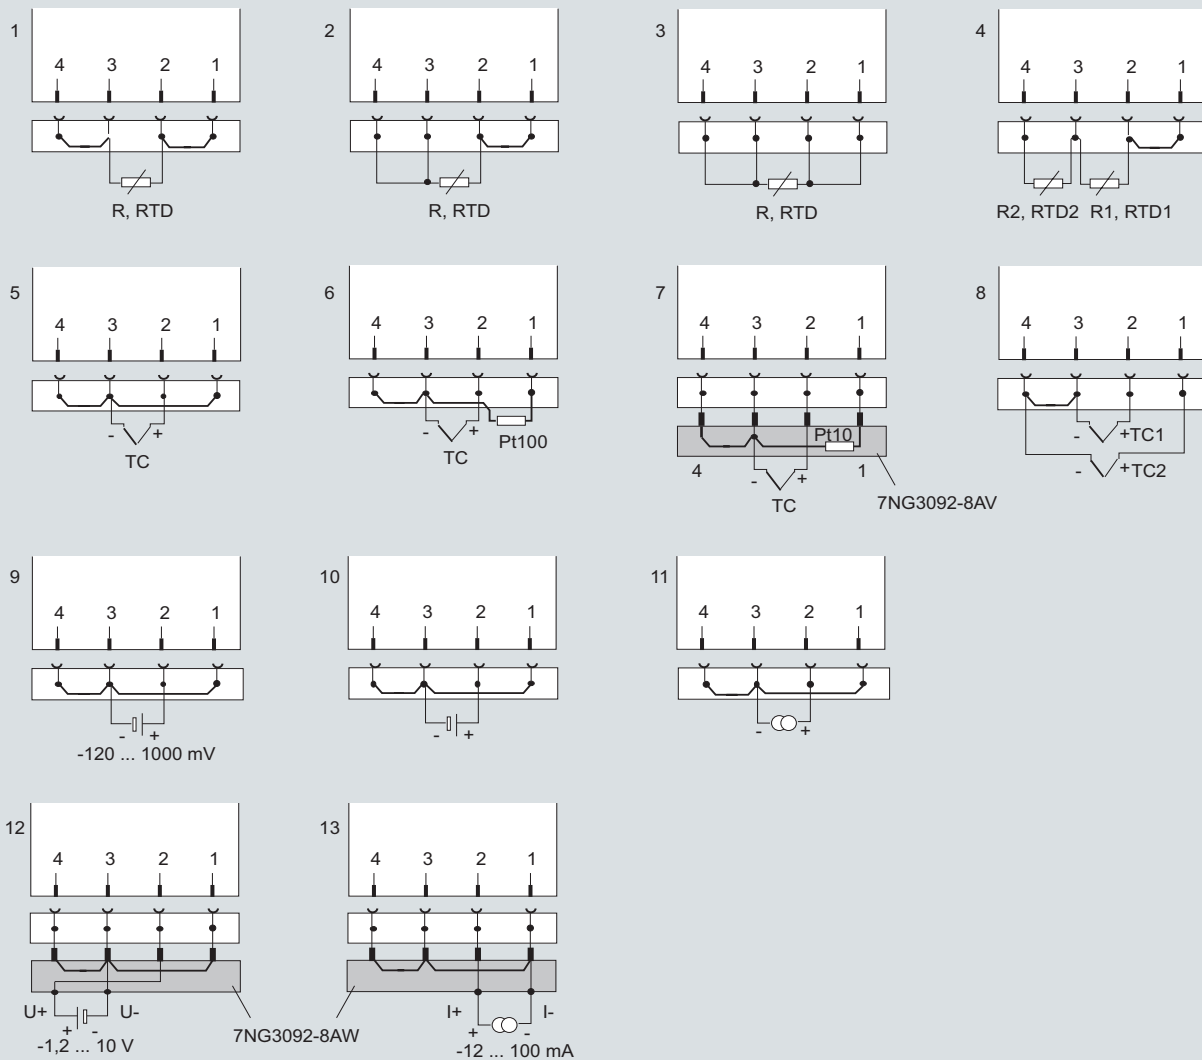 1 2 3 4
4 3 2 1 4 3 2 1 4 3 2 1 4 3 2 1
R, RTD R, RTD R, RTD R2, RTD2 R1, RTD1
5 6 7 8
4 3 2 1 4 3 2 1 4 3 2 1 4 3 2 1
- + - + Pt100 Pt10 - +TC1
TC TC 4 - + 1 - +TC2
TC 7NG3092-8AV
9 10 11
4 3 2 1 4 3 2 1 4 3 2 1
- + - + - +
-120 ... 1000 mV
12 13
4 3 2 1 4 3 2 1
U+ U- I+ I-
+ - 7NG3092-8AW + -
-1,2 ... 10 V -12 ... 100 mA